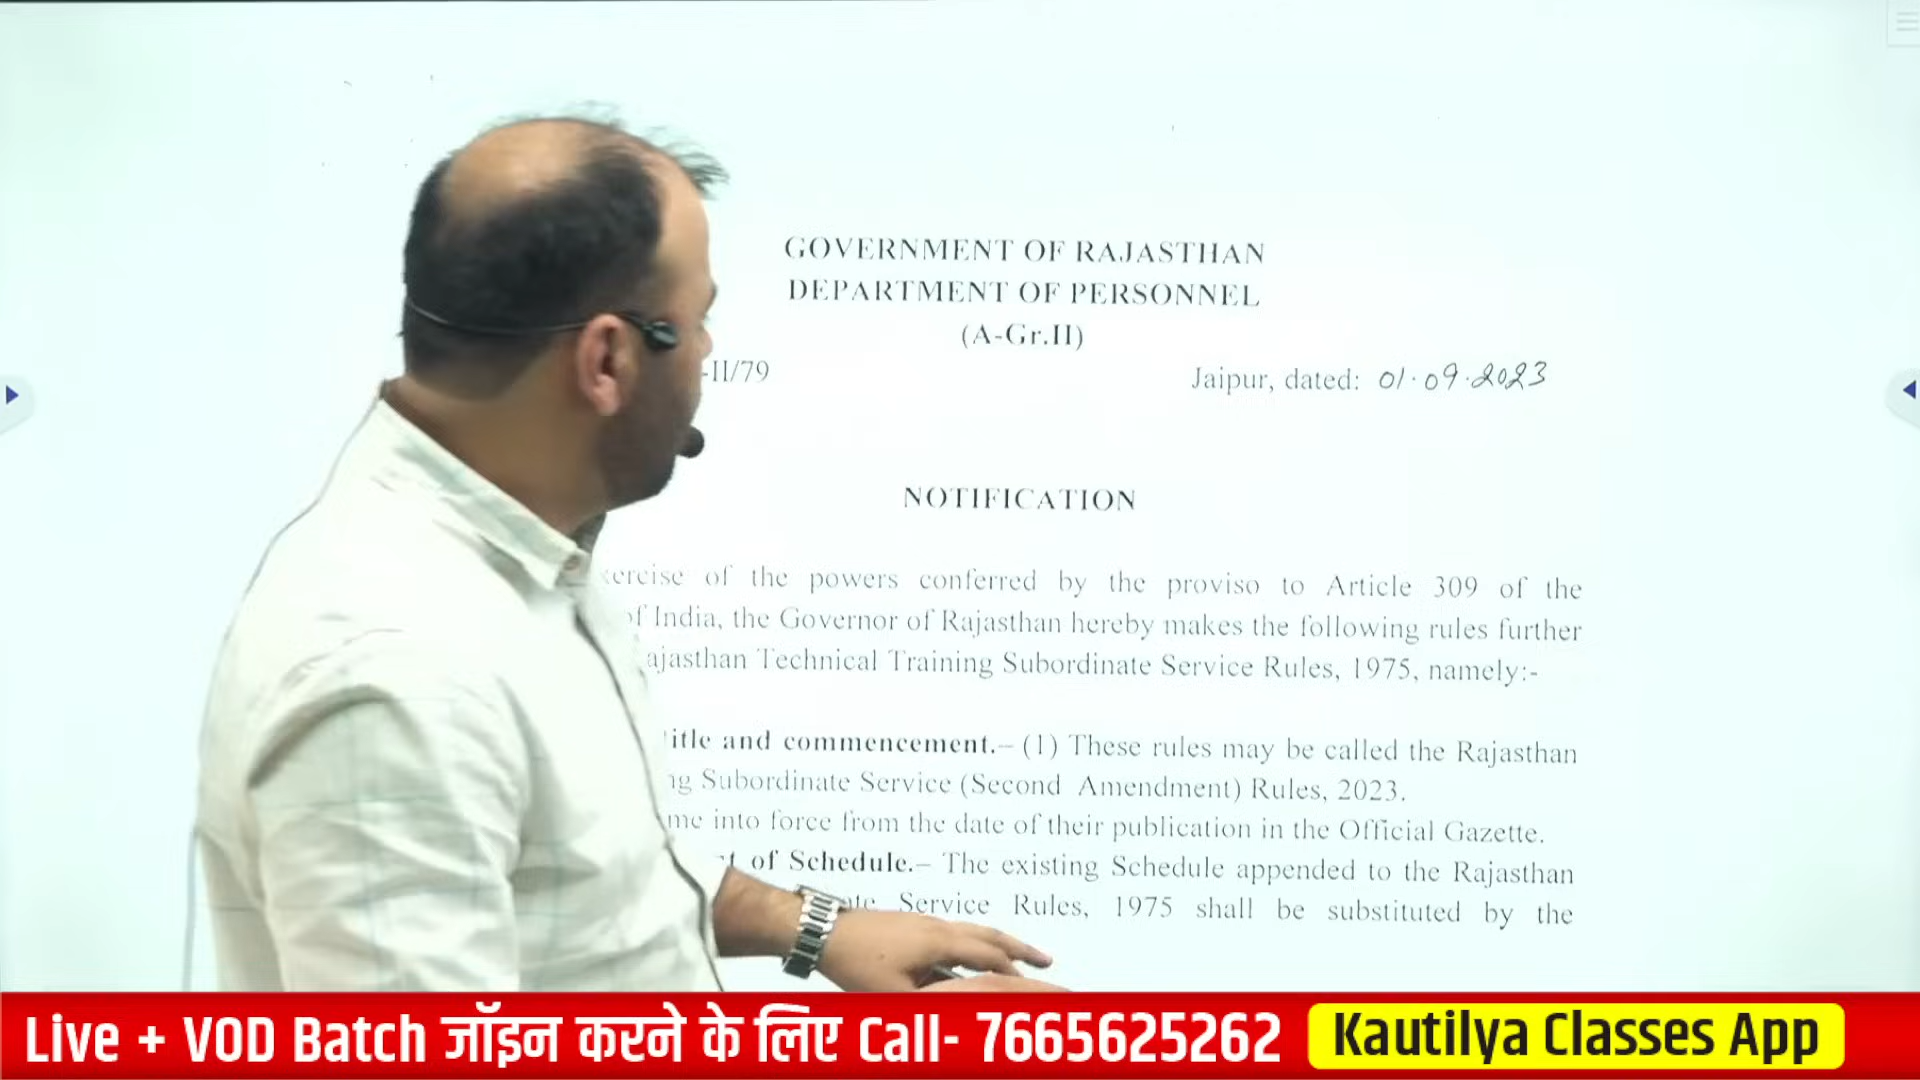 GOVERNMENT OF RAJASTHAN
DEPARTMENT OF PERSONNEL
(A-Gr.II)
-II/79 Jaipur, dated: 01.09.2023
NOTIFICATION
of the powers conferred by the proviso to Article 309 of the
of India, the Governor of Rajasthan hereby makes the following rules further
Technical Training Subordinate Service Rules, 1975, namely:-
and commencement.– (1) These rules may be called the Rajasthan
Subordinate Service (Second Amendment) Rules, 2023.
into force from the date of their publication in the Official Gazette.
of Schedule.– The existing Schedule appended to the Rajasthan
Service Rules, 1975 shall be substituted by the
Live + VOD Batch जॉइन करने के लिए Call- 7665625262 Kautilya Classes App